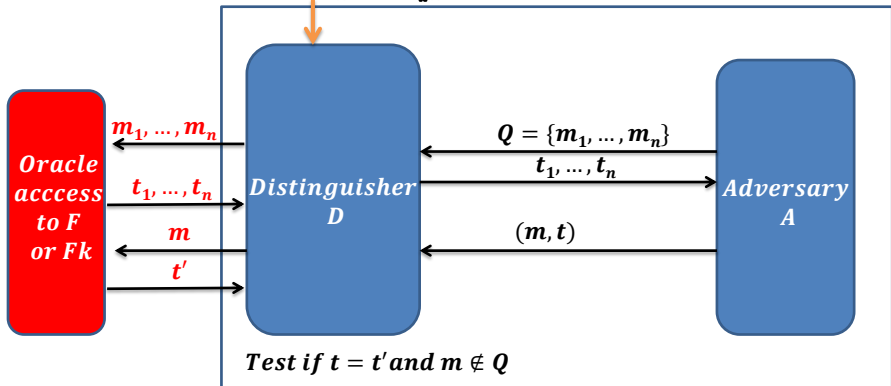 Q = {m₁, … , mₙ}
m₁, … , mₙ
t₁, … , tₙ
Oracle
acccess
to F
or Fk
t₁, … , tₙ
Distinguisher
D
Adversary
A
m
(m, t)
t′
Test if t = t′and m ∉ Q